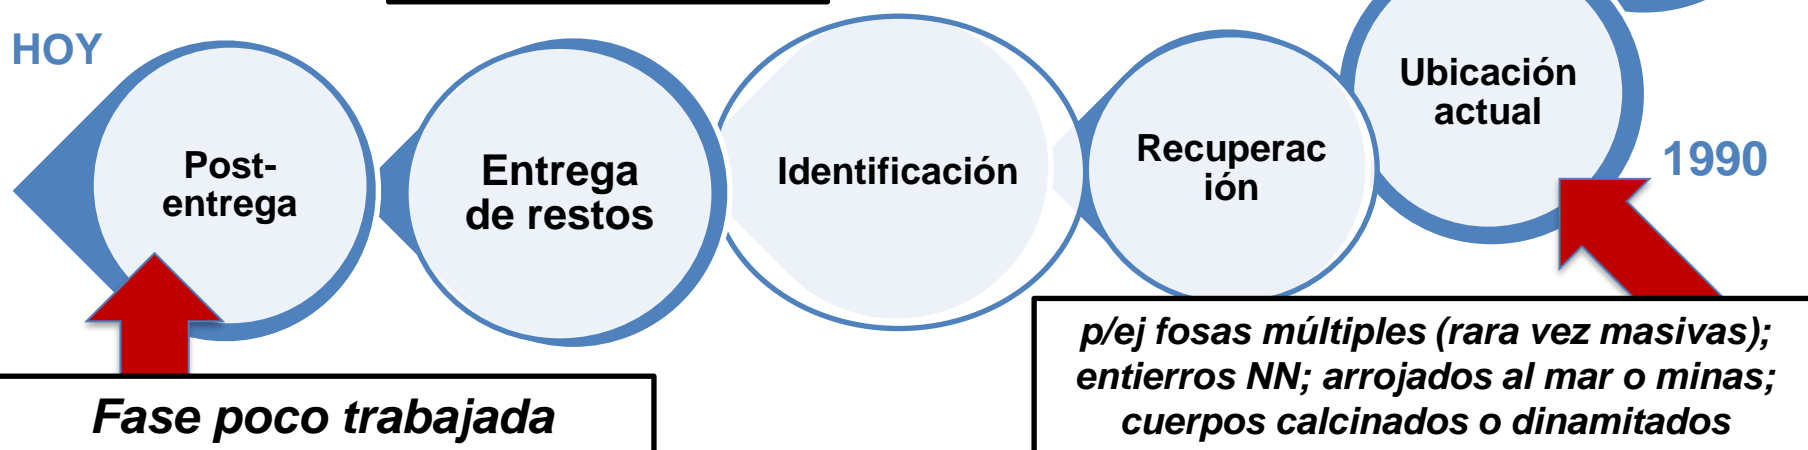 HOY
Post-
entrega
Entrega
de restos
Identificación
Recuperac
ión
Ubicación
actual
1990
Fase poco trabajada
p/ej fosas múltiples (rara vez masivas);
entierros NN; arrojados al mar o minas;
cuerpos calcinados o dinamitados